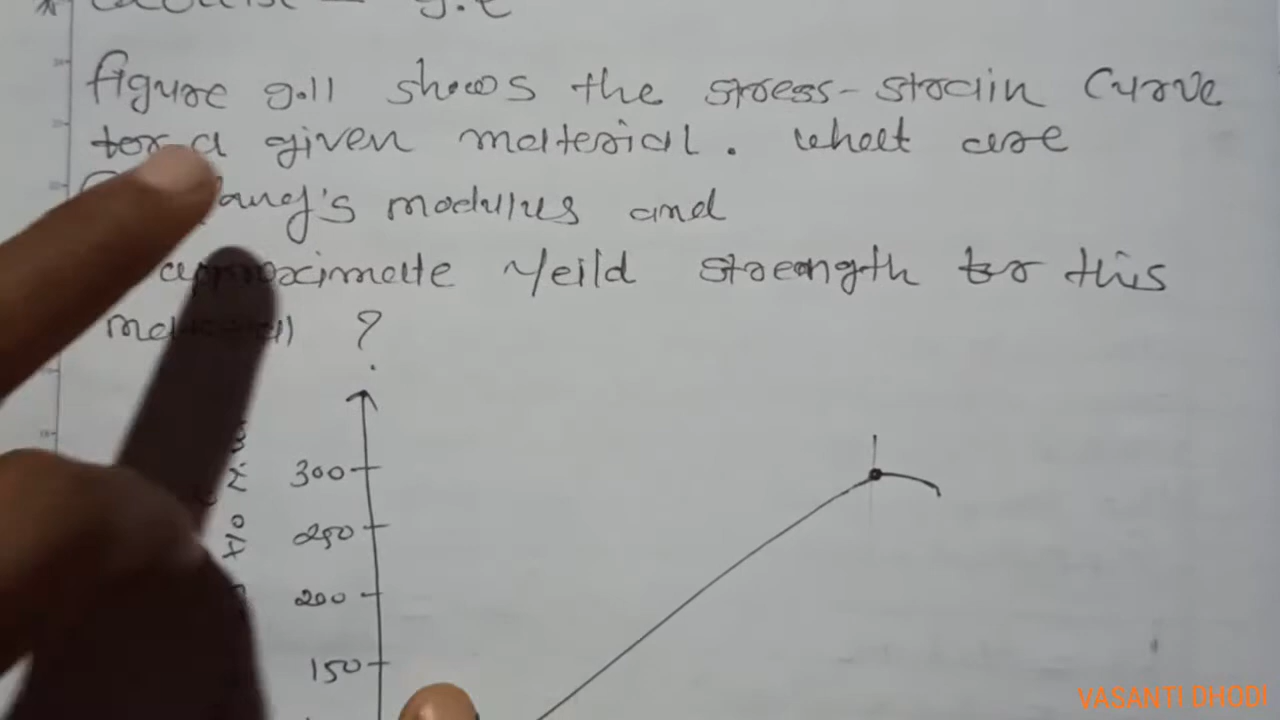 figure 9.11 shows the stress-strain curve
for a given material. What are
Young's modulus and
approximate Yeild strength for this
material ?
300
250
200
150
VASANTI DHODI